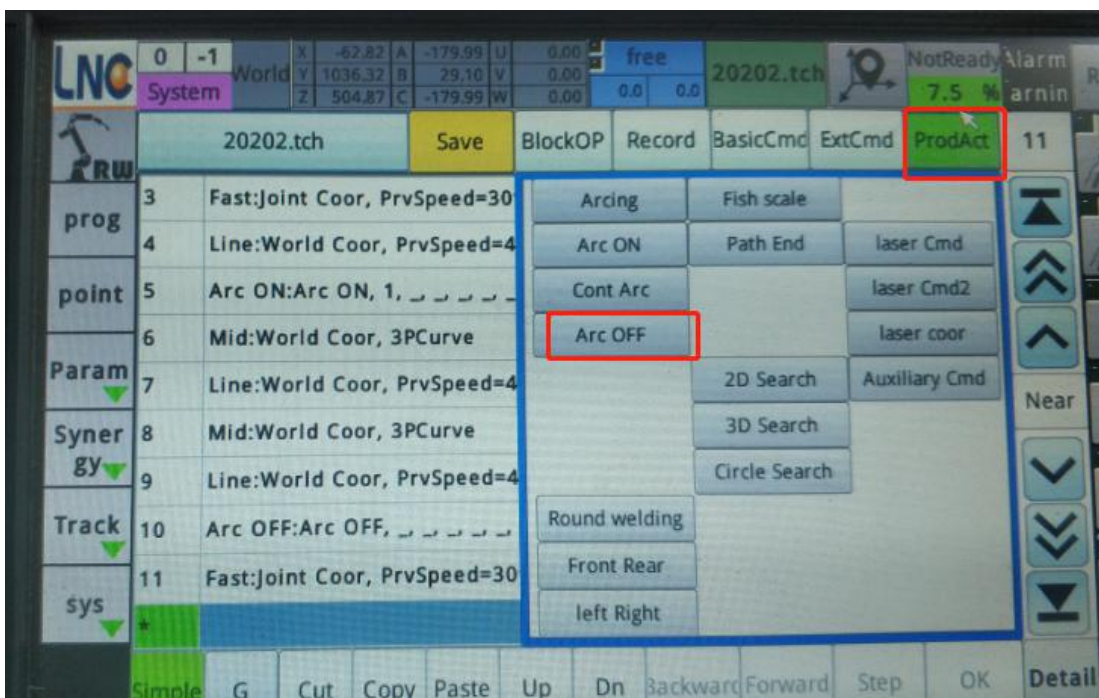 LNC
0 -1
System
World
X -62.82 A -179.99 U 0.00
Y 1036.32 B 29.10 V 0.00
Z 504.87 C -179.99 W 0.00
free
0.0 0.0
20202.tch
NotReady
7.5 %
Alarm
arnin
R
RW
20202.tch
Save
BlockOP
Record
BasicCmd
ExtCmd
ProdAct
11
prog
point
Param
Syner
gy
Track
sys
3 Fast:Joint Coor, PrvSpeed=30
4 Line:World Coor, PrvSpeed=4
5 Arc ON:Arc ON, 1, _, _, _, _, _
6 Mid:World Coor, 3PCurve
7 Line:World Coor, PrvSpeed=4
8 Mid:World Coor, 3PCurve
9 Line:World Coor, PrvSpeed=4
10 Arc OFF:Arc OFF, _, _, _, _, _
11 Fast:Joint Coor, PrvSpeed=30
*
Arcing
Fish scale
Arc ON
Path End
laser Cmd
Cont Arc
laser Cmd2
Arc OFF
laser coor
2D Search
Auxiliary Cmd
3D Search
Circle Search
Round welding
Front Rear
left Right
Near
Simple
G
Cut
Copy
Paste
Up
Dn
Backward
Forward
Step
OK
Detail